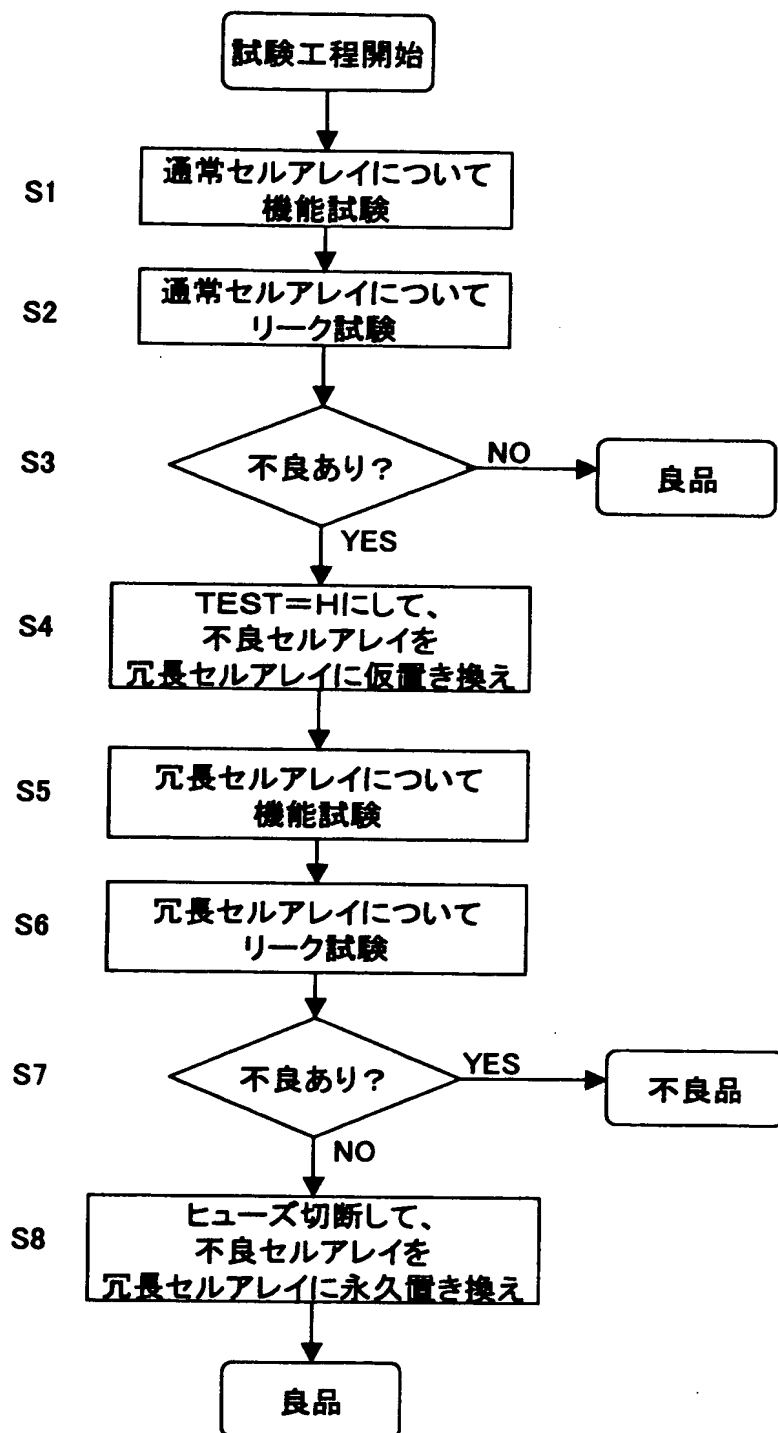 試験工程開始
S1
通常セルアレイについて
機能試験
S2
通常セルアレイについて
リーク試験
S3
不良あり?
NO
良品
YES
S4
TEST=Hにして、
不良セルアレイを
冗長セルアレイに仮置き換え
S5
冗長セルアレイについて
機能試験
S6
冗長セルアレイについて
リーク試験
S7
不良あり?
YES
不良品
NO
S8
ヒューズ切断して、
不良セルアレイを
冗長セルアレイに永久置き換え
良品